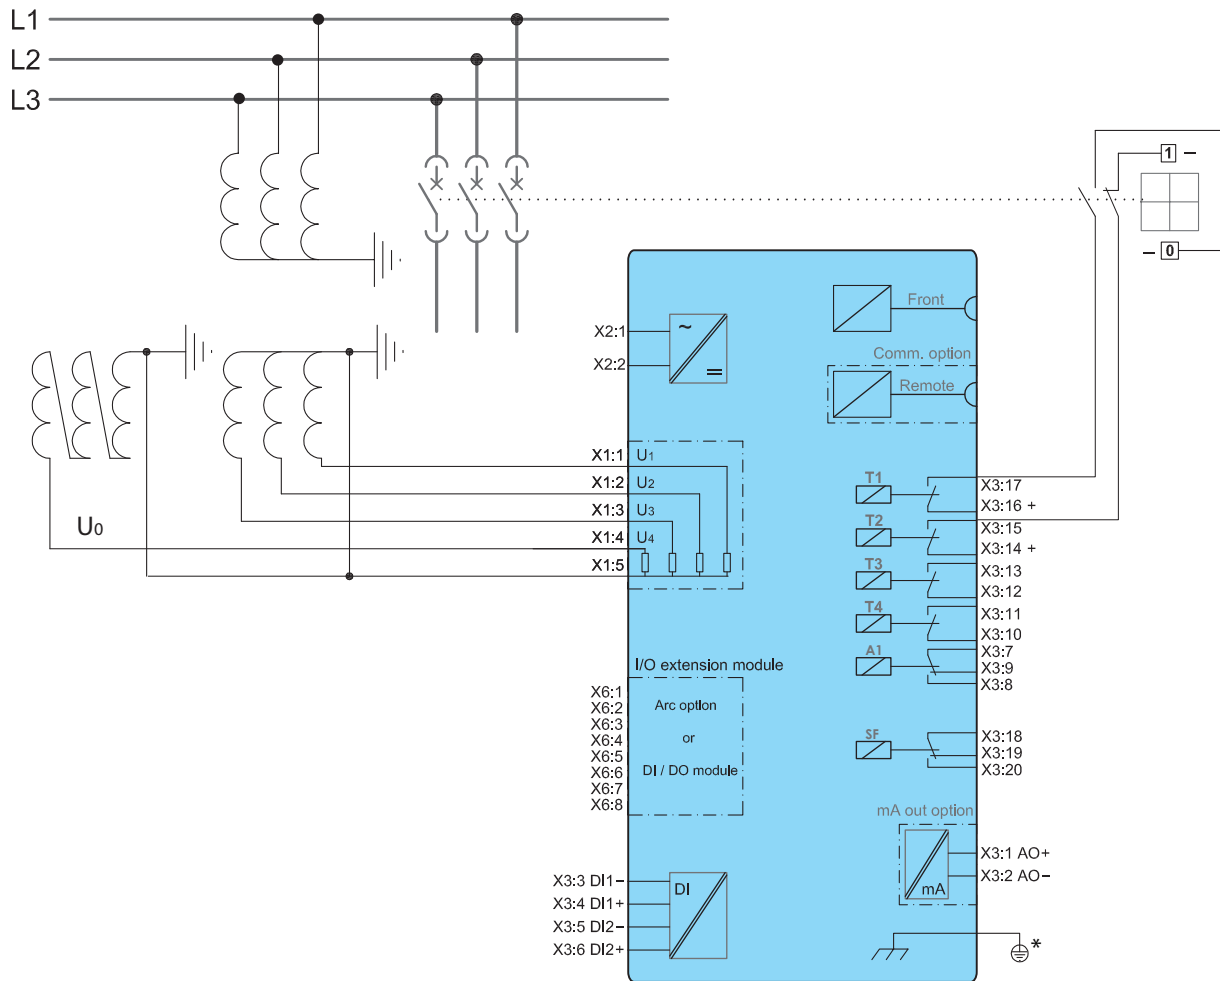 L1
L2
L3
1 –
– 0
Front
X2:1
~
X2:2
=
Comm. option
Remote
X1:1 U1
X1:2 U2
X1:3 U3
X1:4 U4
X1:5
U0
T1
X3:17
X3:16 +
T2
X3:15
X3:14 +
T3
X3:13
X3:12
T4
X3:11
X3:10
A1
X3:7
X3:9
X3:8
I/O extension module
X6:1
X6:2
X6:3
X6:4
X6:5
X6:6
X6:7
X6:8
Arc option
or
DI / DO module
SF
X3:18
X3:19
X3:20
mA out option
mA
X3:1 AO+
X3:2 AO–
X3:3 DI1–
X3:4 DI1+
X3:5 DI2–
X3:6 DI2+
DI
*